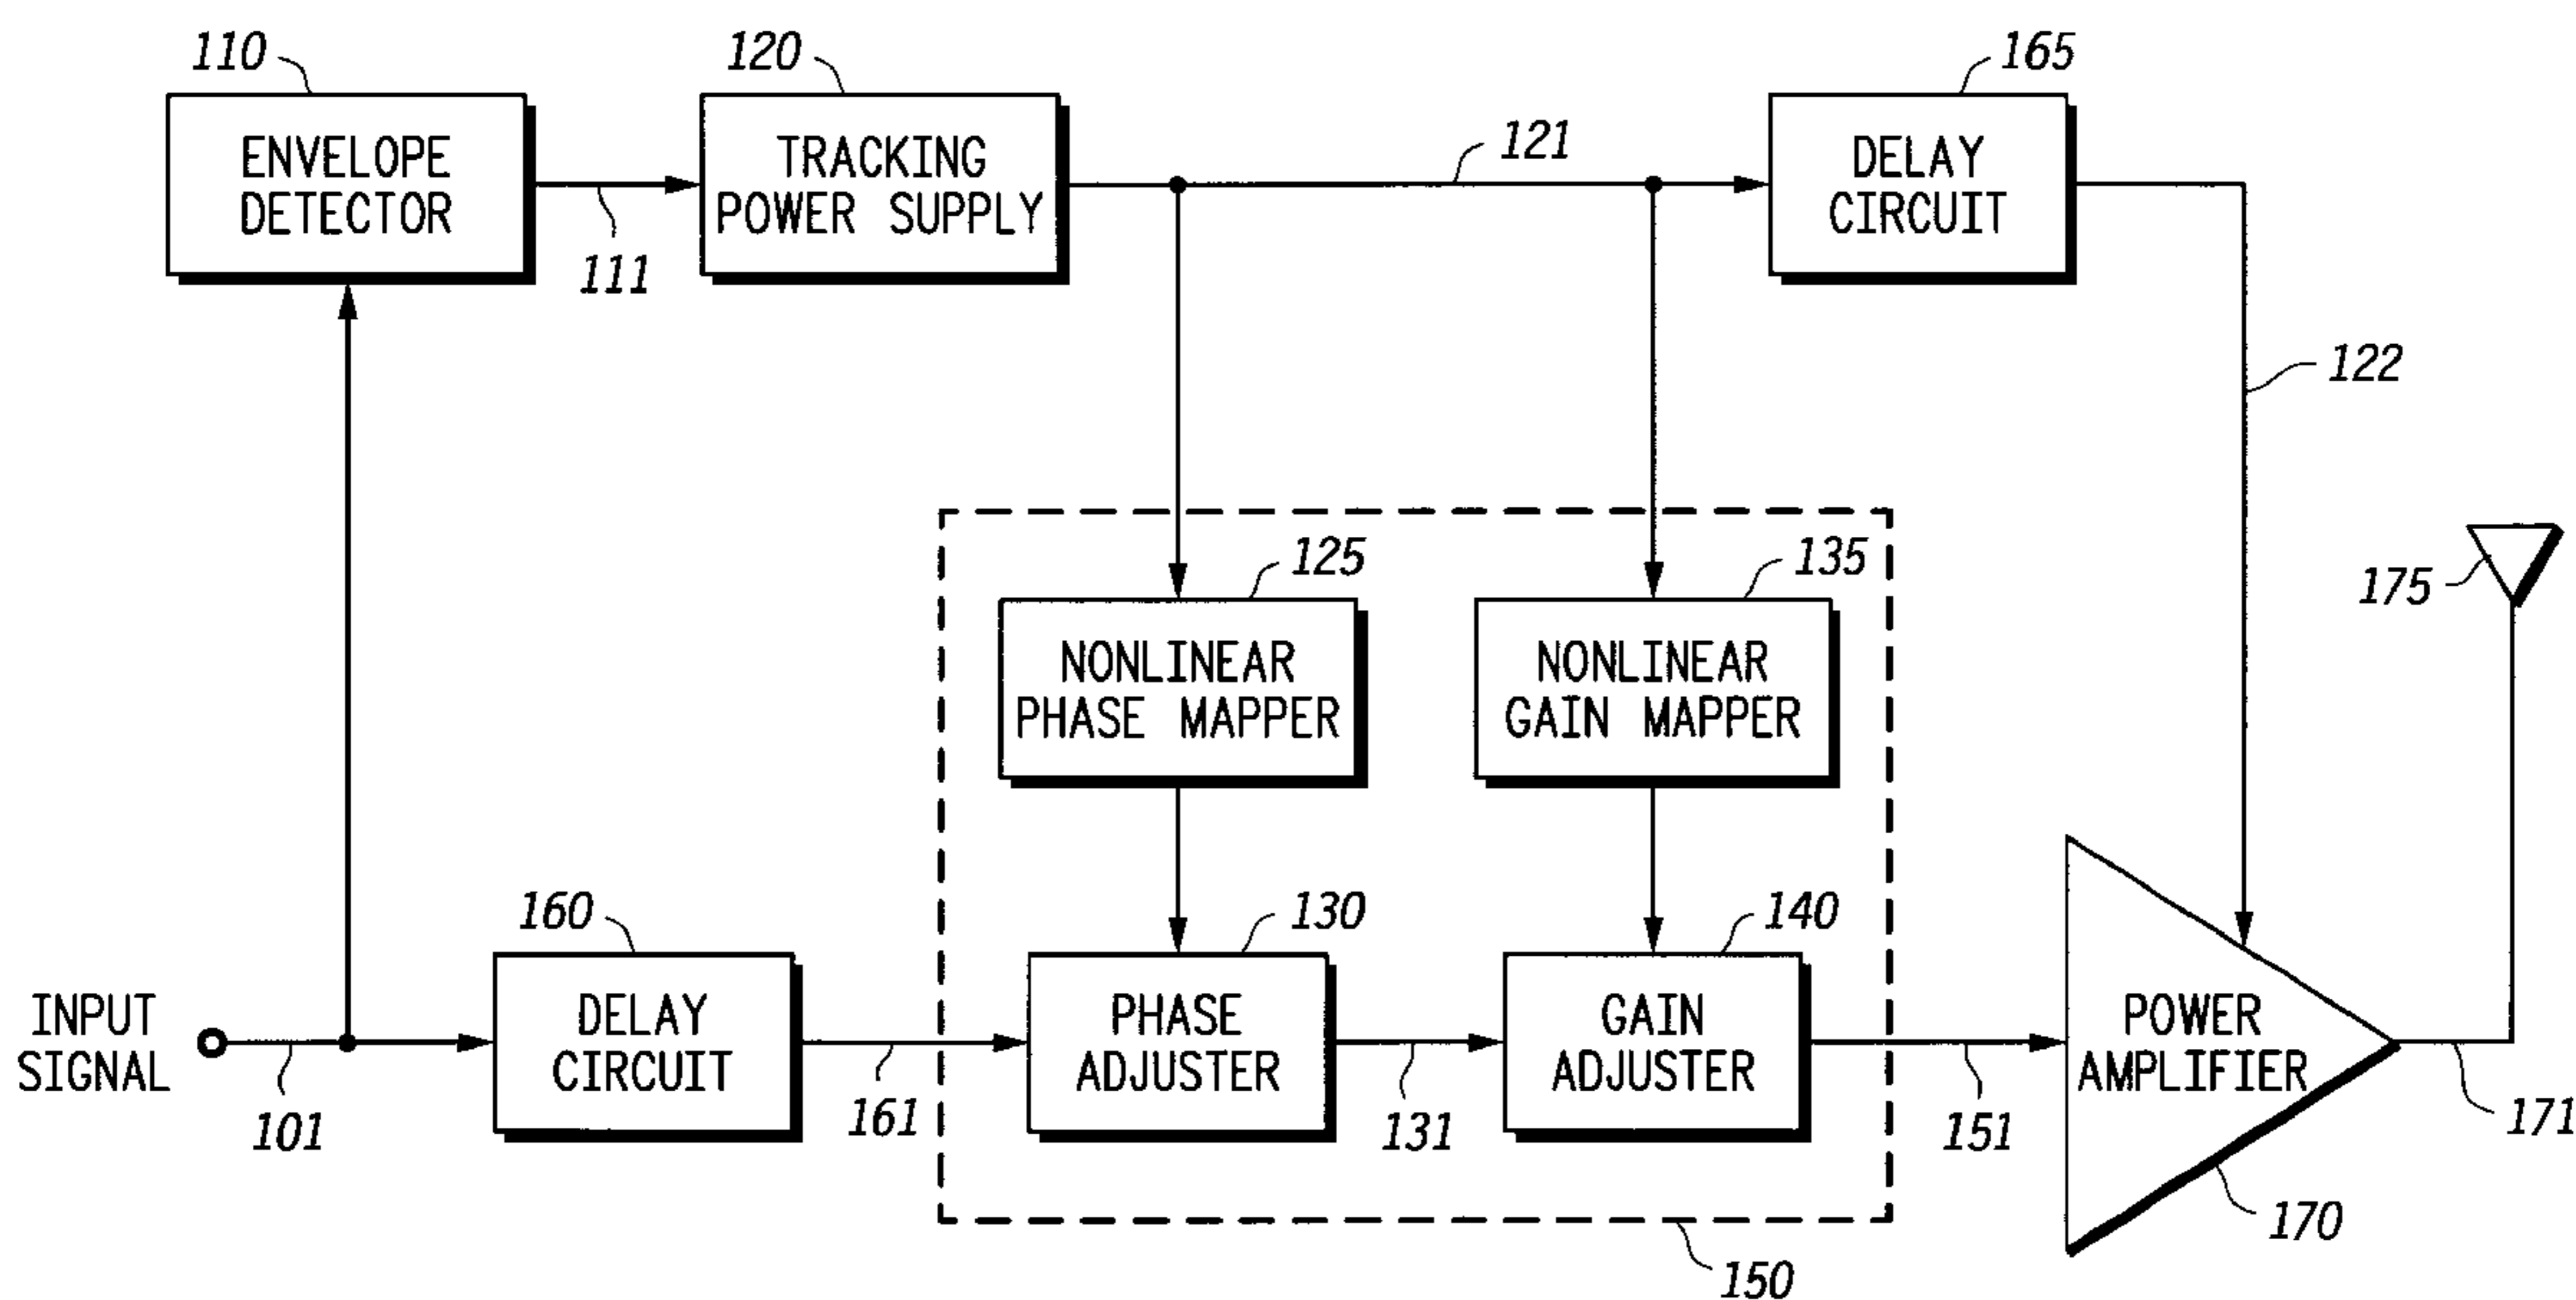 110
120
165
ENVELOPE
DETECTOR
TRACKING
POWER SUPPLY
121
DELAY
CIRCUIT
111
122
125
135
175
NONLINEAR
PHASE MAPPER
NONLINEAR
GAIN MAPPER
160
130
140
INPUT
SIGNAL
DELAY
CIRCUIT
PHASE
ADJUSTER
GAIN
ADJUSTER
POWER
AMPLIFIER
101
161
131
151
171
170
150